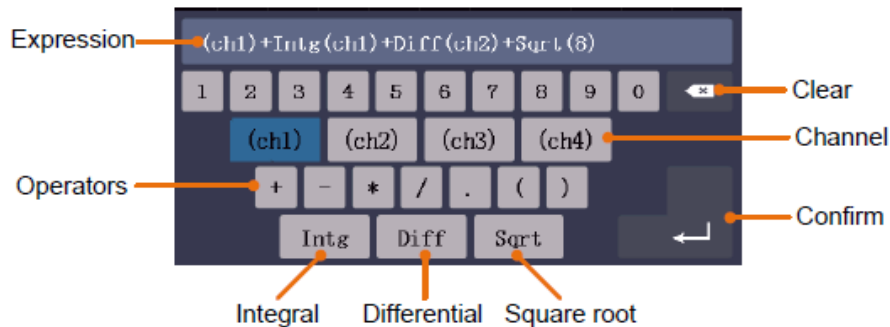 Expression (ch1)+Intg(ch1)+Diff(ch2)+Sqrt(8)
1 2 3 4 5 6 7 8 9 0 Clear
(ch1) (ch2) (ch3) (ch4) Channel
Operators + - * / . ( )
Confirm
Intg Diff Sqrt
Integral Differential Square root